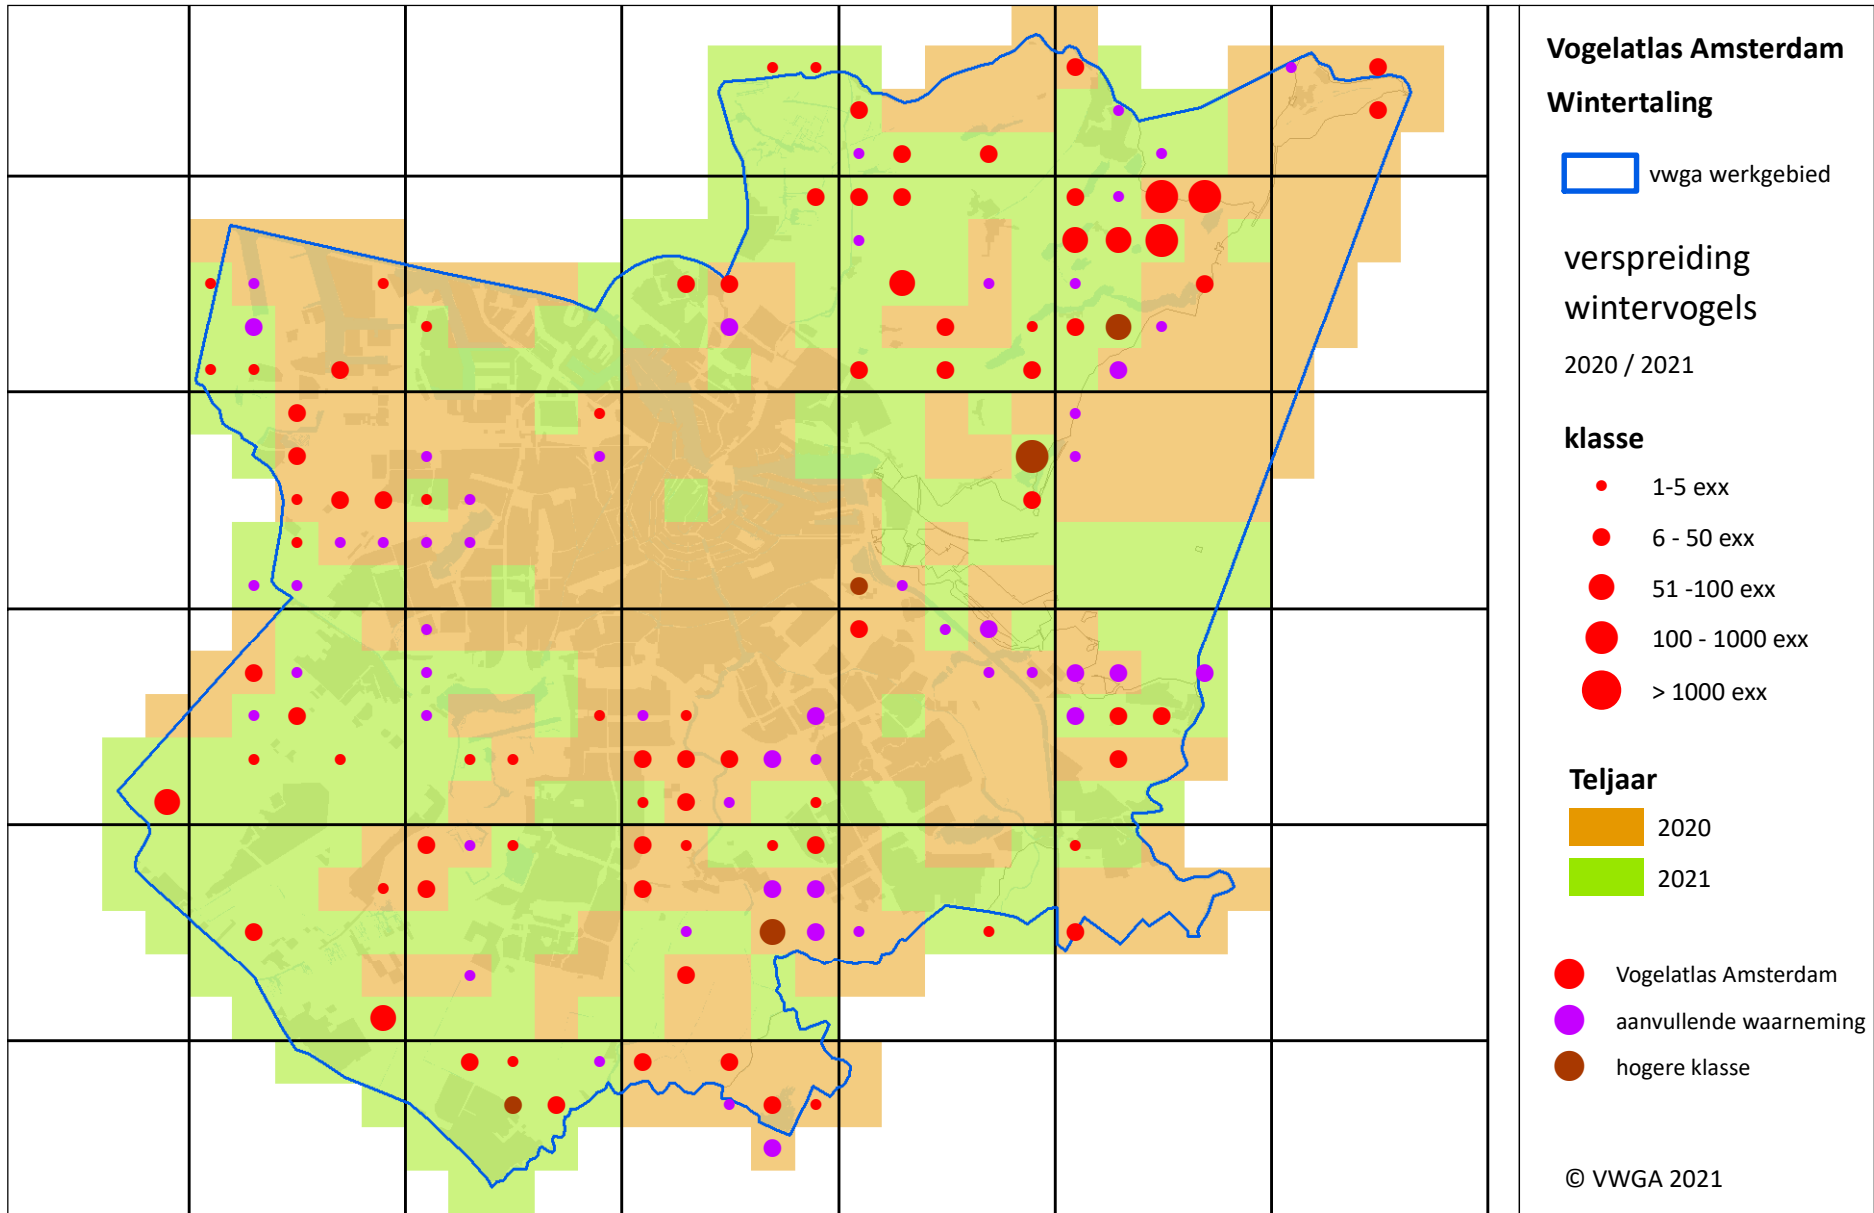 Vogelatlas Amsterdam
Wintertaling
vwga werkgebied
verspreiding
wintervogels
2020 / 2021
klasse
1-5 exx
6 - 50 exx
51 -100 exx
100 - 1000 exx
> 1000 exx
Teljaar
2020
2021
Vogelatlas Amsterdam
aanvullende waarneming
hogere klasse
© VWGA 2021